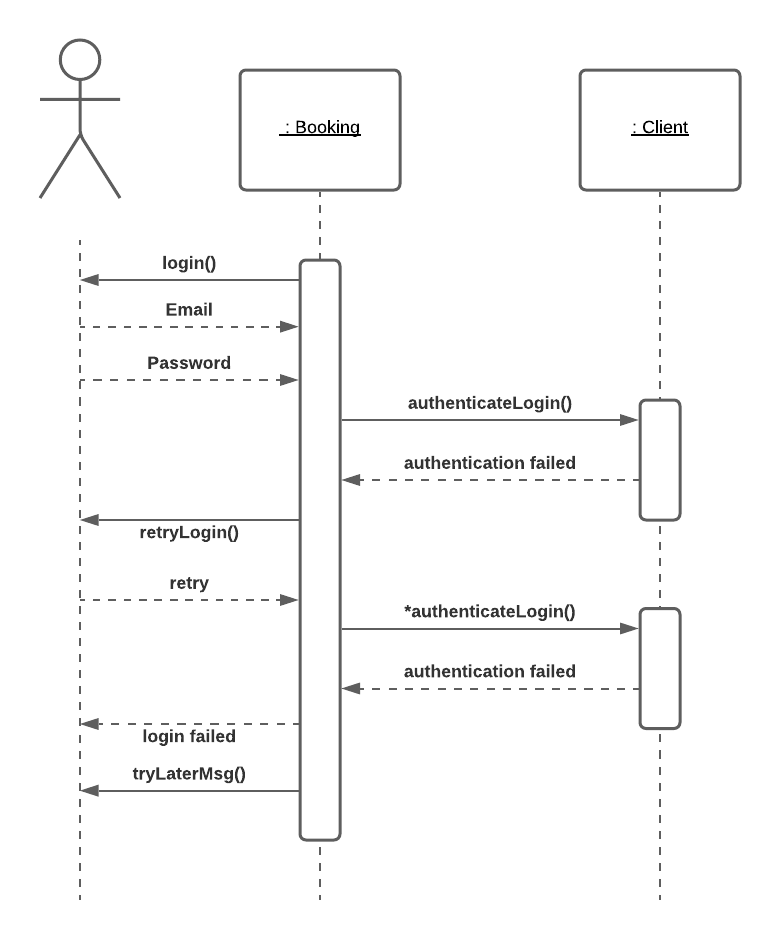 : Booking
: Client
login()
Email
Password
authenticateLogin()
authentication failed
retryLogin()
retry
*authenticateLogin()
authentication failed
login failed
tryLaterMsg()